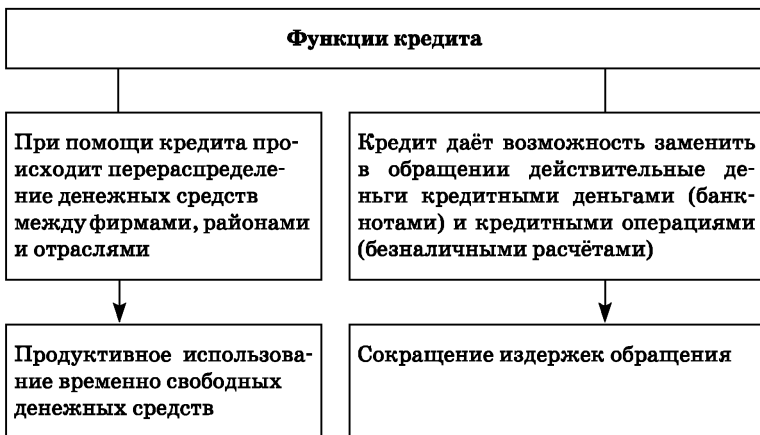 Функции кредита
При помощи кредита про-
исходит перераспределе-
ние денежных средств
между фирмами, районами
и отраслями
Кредит даёт возможность заменить
в обращении действительные де-
ньги кредитными деньгами (банк-
нотами) и кредитными операциями
(безналичными расчётами)
Продуктивное использова-
ние временно свободных
денежных средств
Сокращение издержек обращения